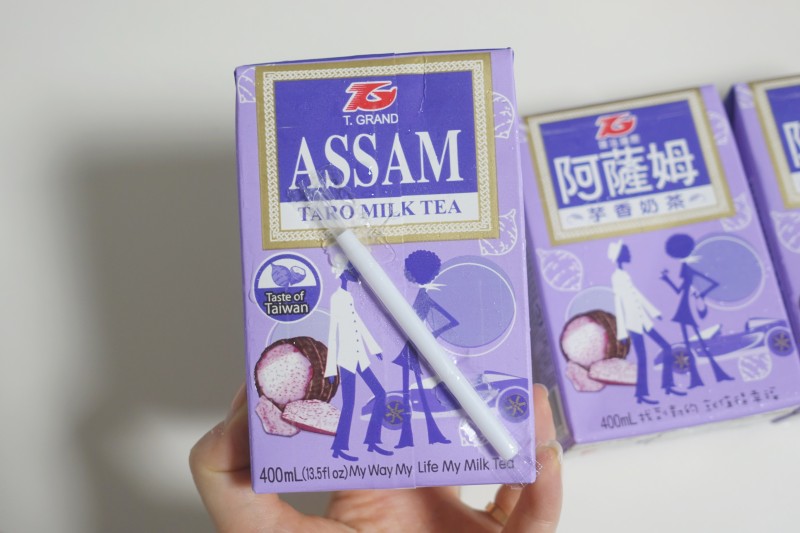 TG
T. GRAND
ASSAM
TARO MILK TEA
Taste of
Taiwan
400mL(13.5fl oz) My Way My Life My Milk Tea
TG
阿薩姆
芋香奶茶
400mL